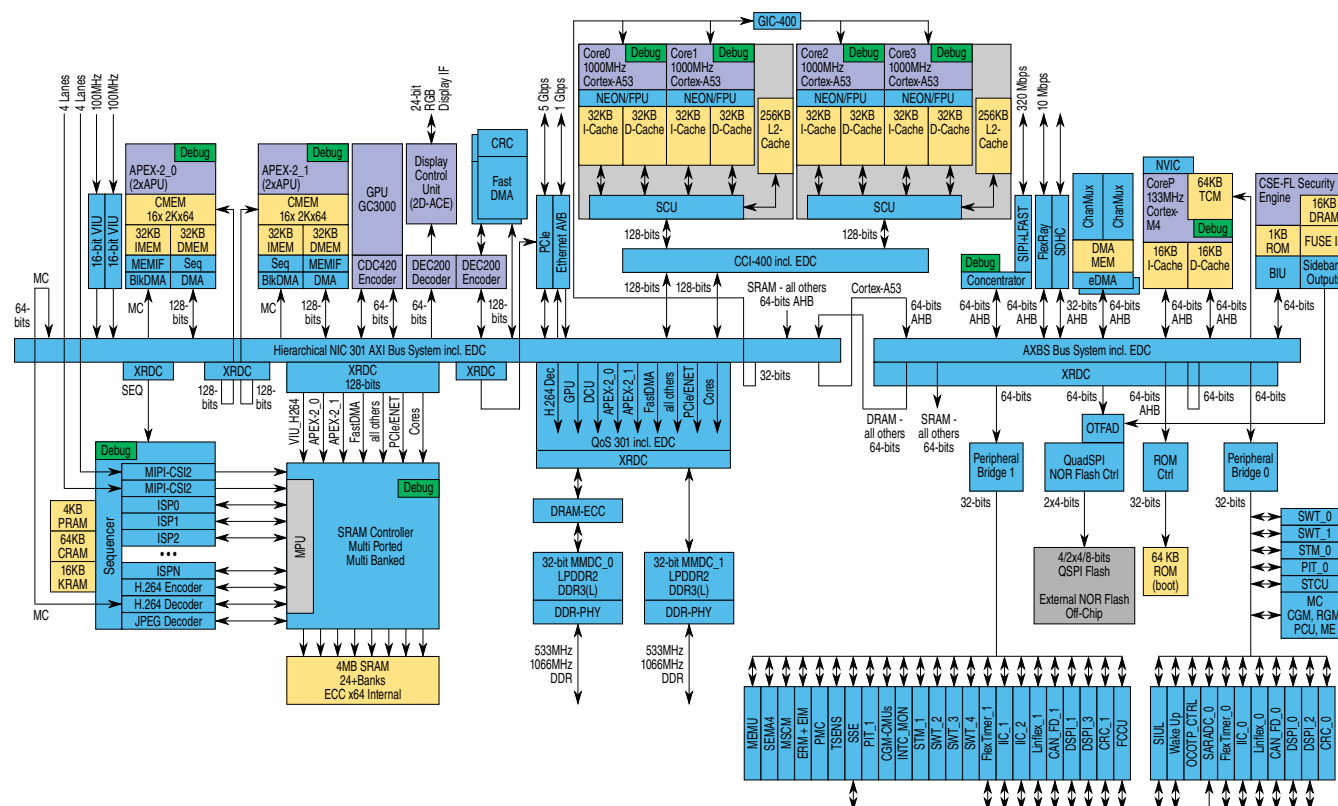 GIC-400
4 Lanes
4 Lanes
100MHz
100MHz
24-bit
RGB
Display IF
5 Gbps
1 Gbps
320 Mbps
10 Mbps
Debug
APEX-2_0
(2xAPU)
CMEM
16x 2Kx64
32KB
IMEM
32KB
DMEM
MEMIF
Seq
BlkDMA
DMA
16-bit VIU
16-bit VIU
Debug
APEX-2_1
(2xAPU)
CMEM
16x 2Kx64
32KB
IMEM
32KB
DMEM
Seq
MEMIF
BlkDMA
DMA
GPU
GC3000
CDC420
Encoder
Display
Control
Unit
(2D-ACE)
DEC200
Decoder
CRC
Fast
DMA
DEC200
Encoder
PCIe
Ethernet AVB
Core0
Debug
1000MHz
Cortex-A53
Core1
Debug
1000MHz
Cortex-A53
NEON/FPU
NEON/FPU
32KB
I-Cache
32KB
D-Cache
32KB
I-Cache
32KB
D-Cache
256KB
L2-
Cache
SCU
Core2
Debug
1000MHz
Cortex-A53
Core3
Debug
1000MHz
Cortex-A53
NEON/FPU
NEON/FPU
32KB
I-Cache
32KB
D-Cache
32KB
I-Cache
32KB
D-Cache
256KB
L2-
Cache
SCU
128-bits
128-bits
CCI-400 incl. EDC
128-bits
128-bits
SRAM - all others
64-bit AHB
Cortex-A53
SIPI+LFAST
FlexRay
SDHC
Debug
Concentrator
ChanMux
ChanMux
DMA
MEM
eDMA
NVIC
CoreP
133MHz
Cortex-
M4
64KB
TCM
Debug
16KB
I-Cache
16KB
D-Cache
CSE-FL Security
Engine
16KB
DRAM
1KB
ROM
BIU
Sideband
Outputs
MC
64-
bits
MC
128-
bits
MC
128-
bits
64-
bits
64-
bits
128-
bits
128-
bits
64-bits
AHB
64-bits
AHB
64-bits
AHB
32-bits
AHB
64-bits
AHB
64-bits
AHB
64-bits
AHB
64-bits
Hierarchical NIC 301 AXI Bus System incl. EDC
AXBS Bus System incl. EDC
XRDC
XRDC
XRDC
XRDC
128-bits
XRDC
SEQ
128-
bits
128-
bits
32-bits
VIU_H264
APEX-2_0
APEX-2_1
FastDMA
all others
PCIe/ENET
Cores
H.264 Dec
GPU
DCU
APEX-2_0
APEX-2_1
FastDMA
all others
PCIe/ENET
Cores
QoS 301 incl. EDC
XRDC
DRAM -
all others
64-bits
SRAM -
all others
64-bits
64-bits
64-bits
64-bits
AHB
64-bits
64-bits
64-bits
OTFAD
Peripheral
Bridge 1
QuadSPI
NOR Flash Ctrl
ROM
Ctrl
Peripheral
Bridge 0
32-bits
2x4-bits
32-bits
32-bits
Debug
MIPI-CSI2
MIPI-CSI2
ISP0
ISP1
ISP2
•••
ISPN
H.264 Encoder
H.264 Decoder
JPEG Decoder
Sequencer
4KB
PRAM
64KB
CRAM
16KB
KRAM
MC
MPU
Debug
SRAM Controller
Multi Ported
Multi Banked
4MB SRAM
24+Banks
ECC x64 Internal
DRAM-ECC
32-bit MMDC_0
LPDDR2
DDR3(L)
DDR-PHY
32-bit MMDC_1
LPDDR2
DDR3(L)
DDR-PHY
533MHz
1066MHz
DDR
533MHz
1066MHz
DDR
4/2x4/8-bits
QSPI Flash
External NOR Flash
Off-Chip
64 KB
ROM
(boot)
SWT_0
SWT_1
STM_0
PIT_0
STCU
MC
CGM, RGM
PCU, ME
MEMU
SEMA4
MSCM
ERM + EIM
PMC
TSENS
SSE
PIT_1
CGM-CMUs
INTC_MON
STM_1
SWT_2
SWT_3
SWT_4
FlexTimer_1
IIC_1
IIC_2
Linflex_1
CAN_FD_1
DSPI_1
DSPI_3
CRC_1
FCCU
SIUL
Wake Up
OCOTP_CTRL
SARADC_0
FlexTimer_0
IIC_0
Linflex_0
CAN_FD_0
DSPI_0
DSPI_2
CRC_0